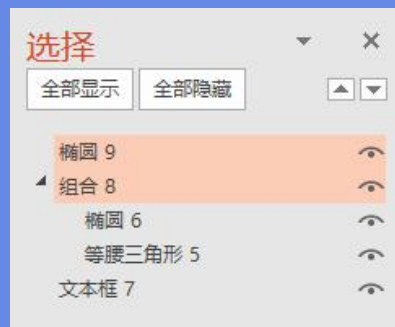 选择
全部显示 全部隐藏
椭圆 9
组合 8
椭圆 6
等腰三角形 5
文本框 7